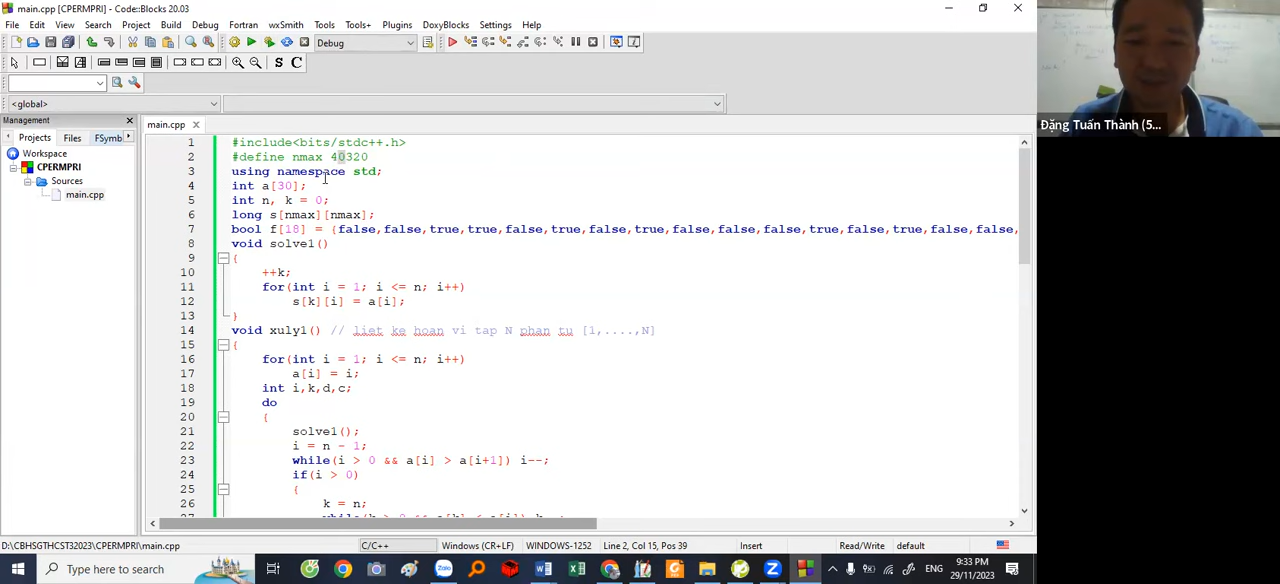 main.cpp [CPERMPRI] - Code::Blocks 20.03
File Edit View Search Project Build Debug Fortran wxSmith Tools Tools+ Plugins DoxyBlocks Settings Help
Debug
S C
<global>
Management
main.cpp
Projects Files FSymb
Workspace
CPERMPRI
Sources
main.cpp
1 #include<bits/stdc++.h>
2 #define nmax 40320
3 using namespace std;
4 int a[30];
5 int n, k = 0;
6 long s[nmax][nmax];
7 bool f[18] = {false,false,true,true,false,true,false,true,false,false,false,true,false,true,false,false,
8 void solve1()
9 {
10 ++k;
11 for(int i = 1; i <= n; i++)
12 s[k][i] = a[i];
13 }
14 void xuly1() // liet ke hoan vi tap N phan tu [1,....,N]
15 {
16 for(int i = 1; i <= n; i++)
17 a[i] = i;
18 int i,k,d,c;
19 do
20 {
21 solve1();
22 i = n - 1;
23 while(i > 0 && a[i] > a[i+1]) i--;
24 if(i > 0)
25 {
26 k = n;
27
Đặng Tuấn Thành (5...
D:\CBHSGTHCST32023\CPERMPRI\main.cpp C/C++ Windows (CR+LF) WINDOWS-1252 Line 2, Col 15, Pos 39 Insert Read/Write default
Type here to search
ENG
9:33 PM
29/11/2023